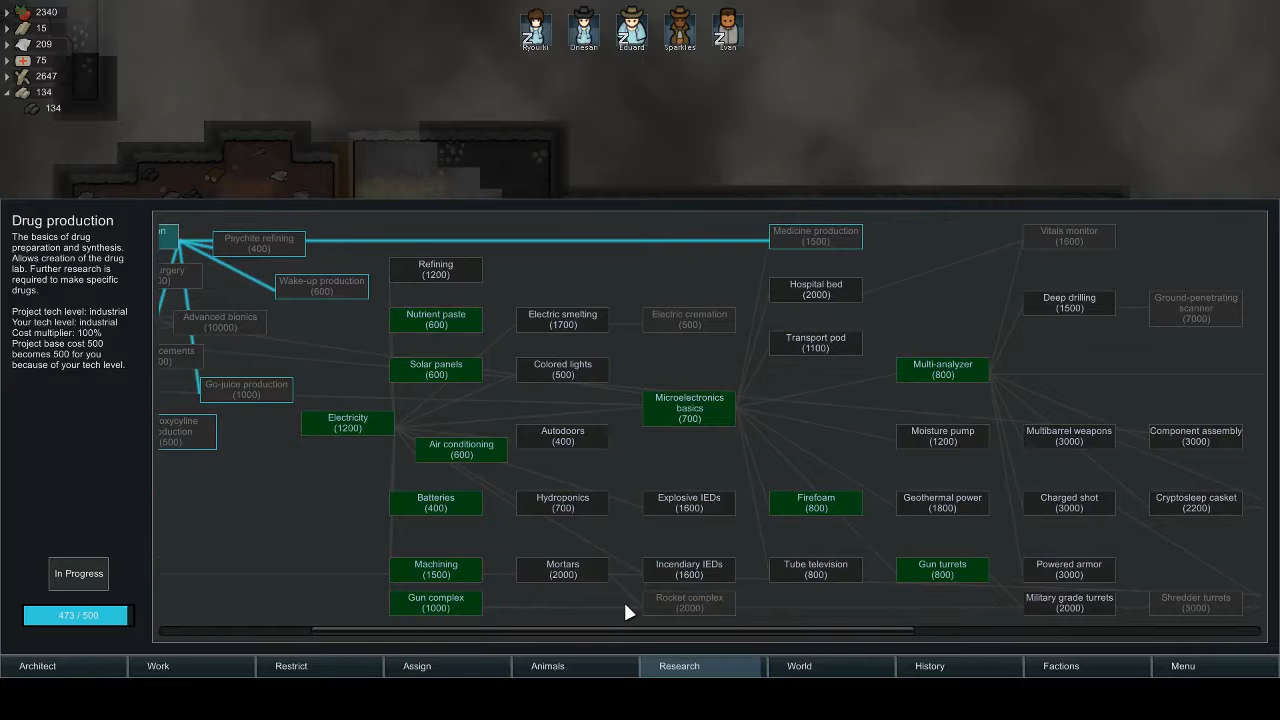 2340
15
209
75
2647
134
134
Z
Z
Z
Ryouiki
Onesan
Eduard
Sparkles
Evan
Drug production
The basics of drug
preparation and synthesis.
Allows creation of the drug
lab. Further research is
required to make specific
drugs.
Project tech level: industrial
Your tech level: industrial
Cost multiplier: 100%
Project base cost 500
becomes 500 for you
because of your tech level.
In Progress
473 / 500
on
Psychite refining
(400)
urgery
00)
Wake-up production
(600)
Advanced bionics
(10000)
cements
00)
Go-juice production
(1000)
oxycyline
oduction
(500)
Electricity
(1200)
Refining
(1200)
Nutrient paste
(600)
Solar panels
(600)
Air conditioning
(600)
Batteries
(400)
Machining
(1500)
Gun complex
(1000)
Electric smelting
(1700)
Colored lights
(500)
Autodoors
(400)
Hydroponics
(700)
Mortars
(2000)
Electric cremation
(500)
Microelectronics
basics
(700)
Explosive IEDs
(1600)
Incendiary IEDs
(1600)
Rocket complex
(2000)
Medicine production
(1500)
Hospital bed
(2000)
Transport pod
(1100)
Firefoam
(800)
Tube television
(800)
Multi-analyzer
(800)
Moisture pump
(1200)
Geothermal power
(1800)
Gun turrets
(800)
Vitals monitor
(1600)
Deep drilling
(1500)
Multibarrel weapons
(3000)
Charged shot
(3000)
Powered armor
(3000)
Military grade turrets
(2000)
Ground-penetrating
scanner
(7000)
Component assembly
(3000)
Cryptosleep casket
(2200)
Shredder turrets
(3000)
Architect
Work
Restrict
Assign
Animals
Research
World
History
Factions
Menu